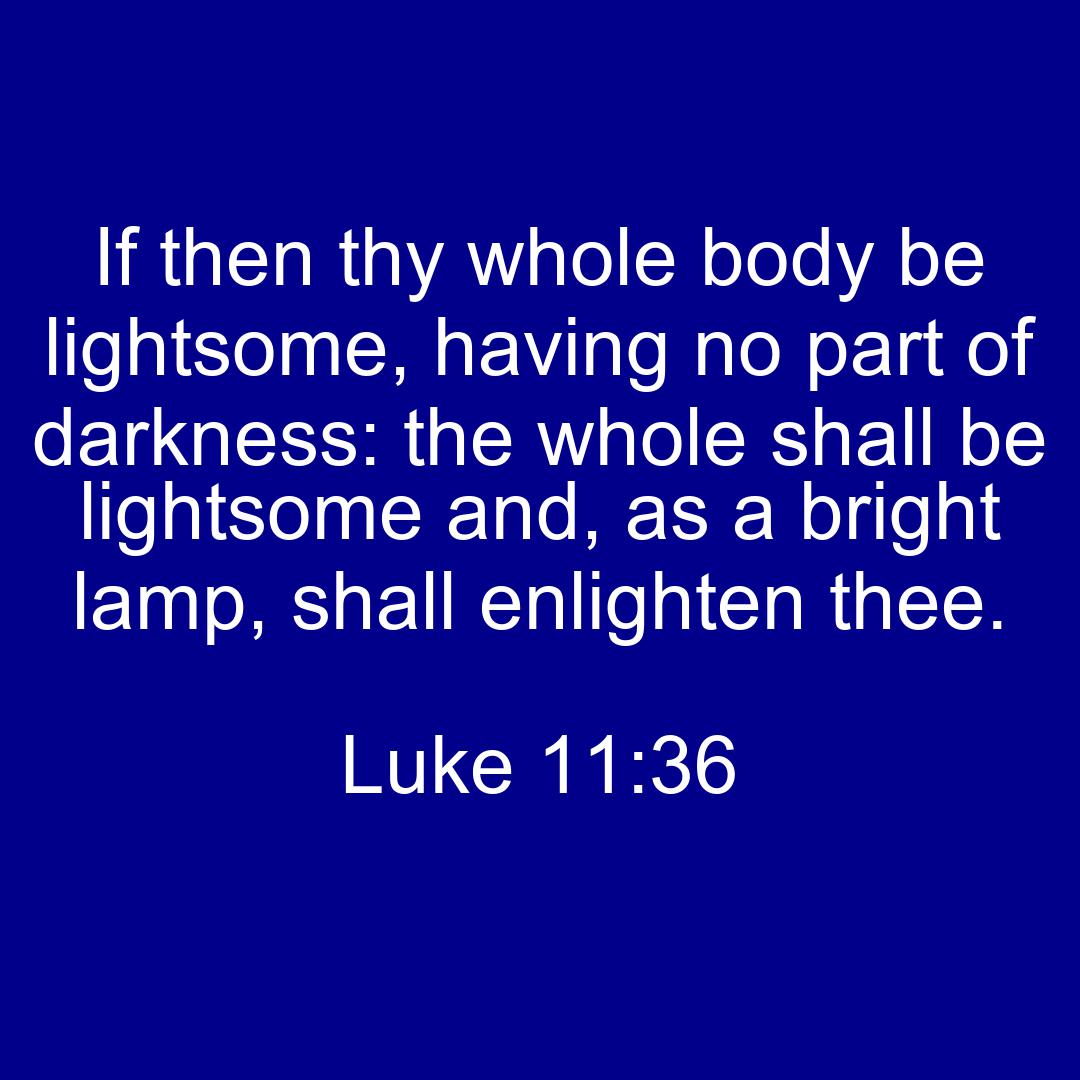 If then thy whole body be
lightsome, having no part of
darkness: the whole shall be
lightsome and, as a bright
lamp, shall enlighten thee.
Luke 11:36